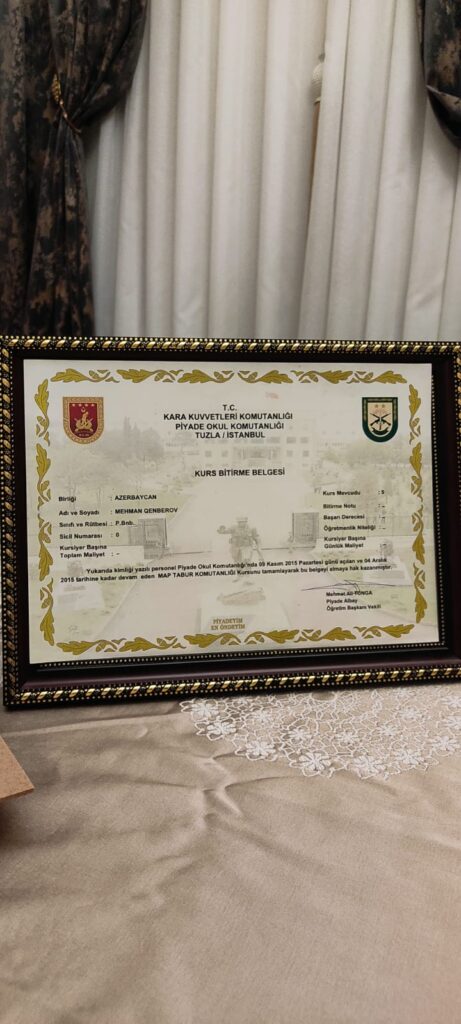 T.C.
KARA KUVVETLERİ KOMUTANLIĞI
PİYADE OKUL KOMUTANLIĞI
TUZLA / İSTANBUL
KURS BİTİRME BELGESİ
Birliği : AZERBAYCAN
Adı ve Soyadı : MEHMAN QENBEROV
Sınıfı ve Rütbesi : P.Bnb.
Sicil Numarası : 0
Kursiyer Başına
Toplam Maliyet : -
Kurs Mevcudu : 9
Bitirme Notu : -
Başarı Derecesi : -
Öğretmenlik Niteliği : -
Kursiyer Başına
Günlük Maliyet : -
Yukarıda kimliği yazılı personel Piyade Okul Komutanlığı'nda 09 Kasım 2015 Pazartesi günü açılan ve 04 Aralık
2015 tarihine kadar devam eden MAP TABUR KOMUTANLIĞI Kursunu tamamlayarak bu belgeyi almaya hak kazanmıştır.
Mehmet Ali TONGA
Piyade Albay
Öğretim Başkanı Vekili
PİYADEYİM
EN ÖNDEYİM